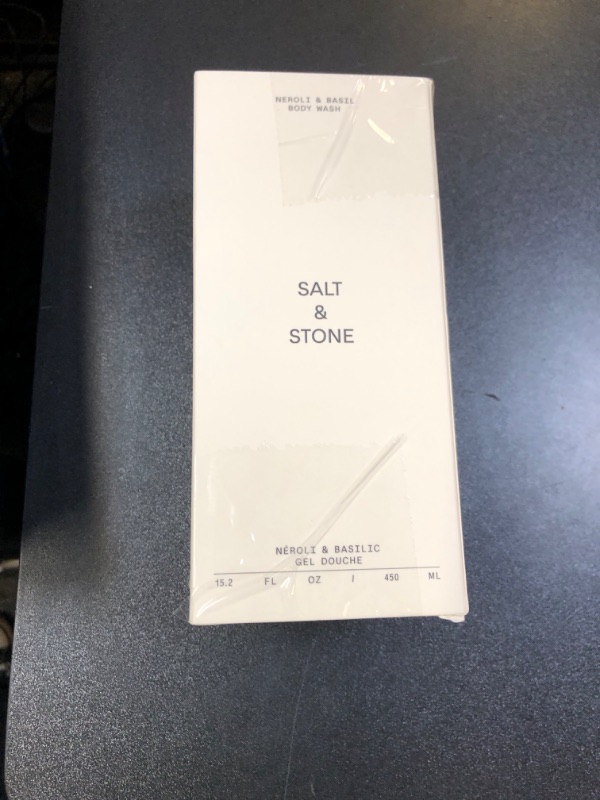 NEROLI & BASIL
BODY WASH
SALT
&
STONE
NÉROLI & BASILIC
GEL DOUCHE
15.2 FL OZ / 450 ML